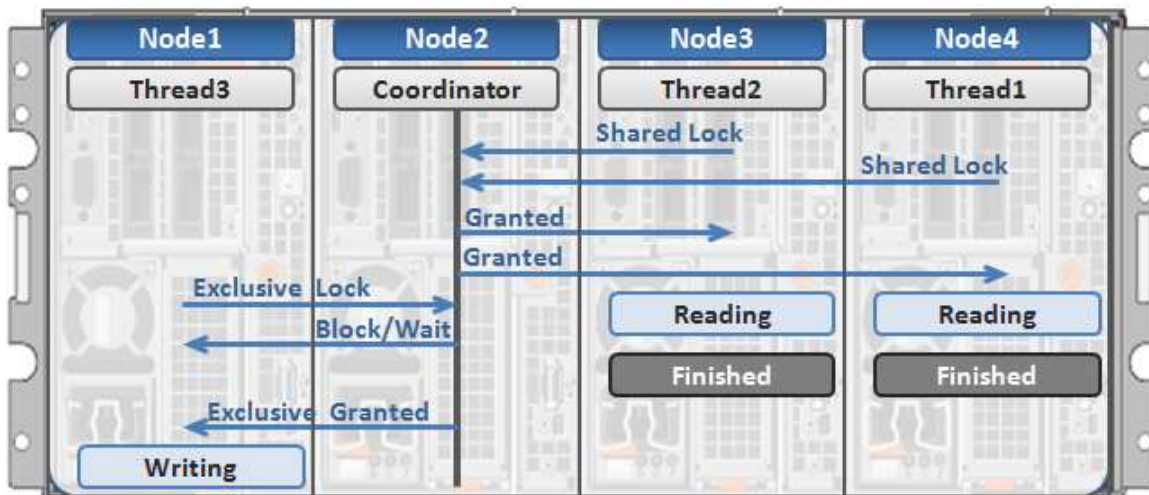 Node1 Node2 Node3 Node4
Thread3 Coordinator Thread2 Thread1
Shared Lock
Shared Lock
Granted
Granted
Exclusive Lock
Reading Reading
Block/Wait
Finished Finished
Exclusive Granted
Writing